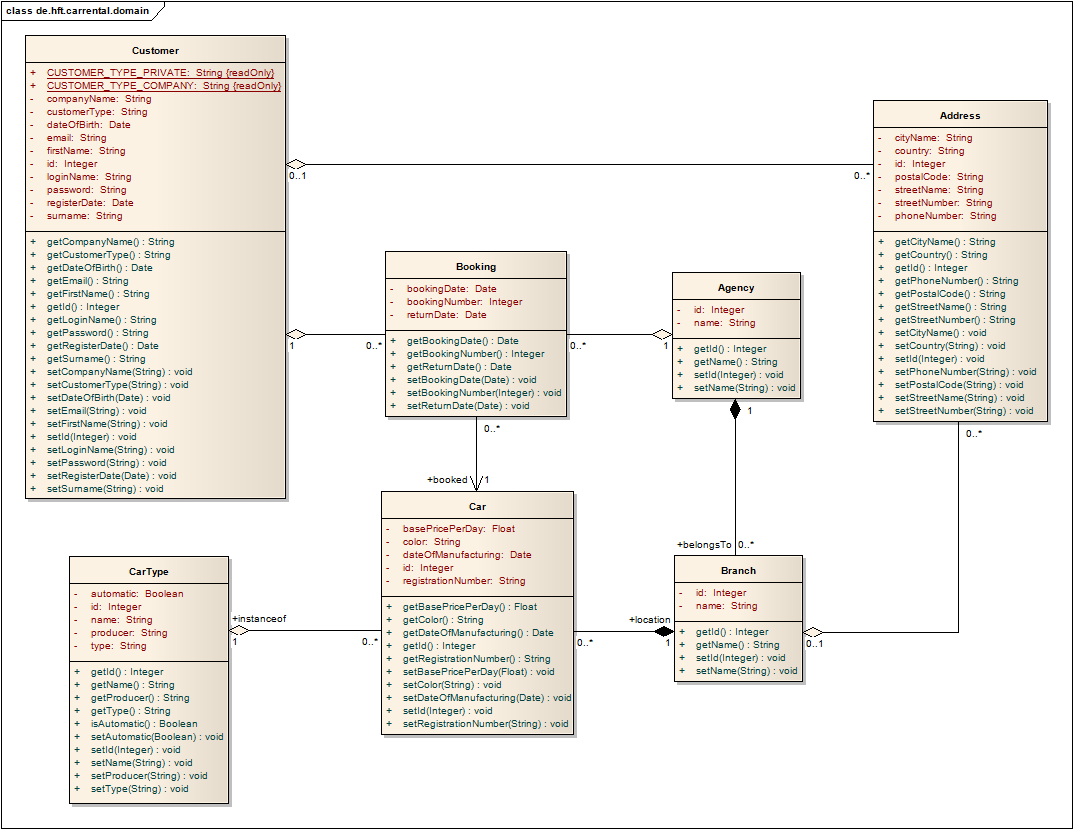 class de.hft.carrental.domain
Customer
+ CUSTOMER_TYPE_PRIVATE: String {readOnly}
+ CUSTOMER_TYPE_COMPANY: String {readOnly}
- companyName: String
- customerType: String
- dateOfBirth: Date
- email: String
- firstName: String
- id: Integer
- loginName: String
- password: String
- registerDate: Date
- surname: String
+ getCompanyName() : String
+ getCustomerType() : String
+ getDateOfBirth() : Date
+ getEmail() : String
+ getFirstName() : String
+ getId() : Integer
+ getLoginName() : String
+ getPassword() : String
+ getRegisterDate() : Date
+ getSurname() : String
+ setCompanyName(String) : void
+ setCustomerType(String) : void
+ setDateOfBirth(Date) : void
+ setEmail(String) : void
+ setFirstName(String) : void
+ setId(Integer) : void
+ setLoginName(String) : void
+ setPassword(String) : void
+ setRegisterDate(Date) : void
+ setSurname(String) : void
0..1
0..*
Address
- cityName: String
- country: String
- id: Integer
- postalCode: String
- streetName: String
- streetNumber: String
- phoneNumber: String
+ getCityName() : String
+ getCountry() : String
+ getId() : Integer
+ getPhoneNumber() : String
+ getPostalCode() : String
+ getStreetName() : String
+ getStreetNumber() : String
+ setCityName() : void
+ setCountry(String) : void
+ setId(Integer) : void
+ setPhoneNumber(String) : void
+ setPostalCode(String) : void
+ setStreetName(String) : void
+ setStreetNumber(String) : void
0..*
1
0..*
Booking
- bookingDate: Date
- bookingNumber: Integer
- returnDate: Date
+ getBookingDate() : Date
+ getBookingNumber() : Integer
+ getReturnDate() : Date
+ setBookingDate(Date) : void
+ setBookingNumber(Integer) : void
+ setReturnDate(Date) : void
0..*
1
Agency
- id: Integer
- name: String
+ getId() : Integer
+ getName() : String
+ setId(Integer) : void
+ setName(String) : void
1
+belongsTo 0..*
0..*
+booked 1
Car
- basePricePerDay: Float
- color: String
- dateOfManufacturing: Date
- id: Integer
- registrationNumber: String
+ getBasePricePerDay() : Float
+ getColor() : String
+ getDateOfManufacturing() : Date
+ getId() : Integer
+ getRegistrationNumber() : String
+ setBasePricePerDay(Float) : void
+ setColor(String) : void
+ setDateOfManufacturing(Date) : void
+ setId(Integer) : void
+ setRegistrationNumber(String) : void
+location
0..*
1
Branch
- id: Integer
- name: String
+ getId() : Integer
+ getName() : String
+ setId(Integer) : void
+ setName(String) : void
0..1
CarType
- automatic: Boolean
- id: Integer
- name: String
- producer: String
- type: String
+ getId() : Integer
+ getName() : String
+ getProducer() : String
+ getType() : String
+ isAutomatic() : Boolean
+ setAutomatic(Boolean) : void
+ setId(Integer) : void
+ setName(String) : void
+ setProducer(String) : void
+ setType(String) : void
+instanceof
1
0..*